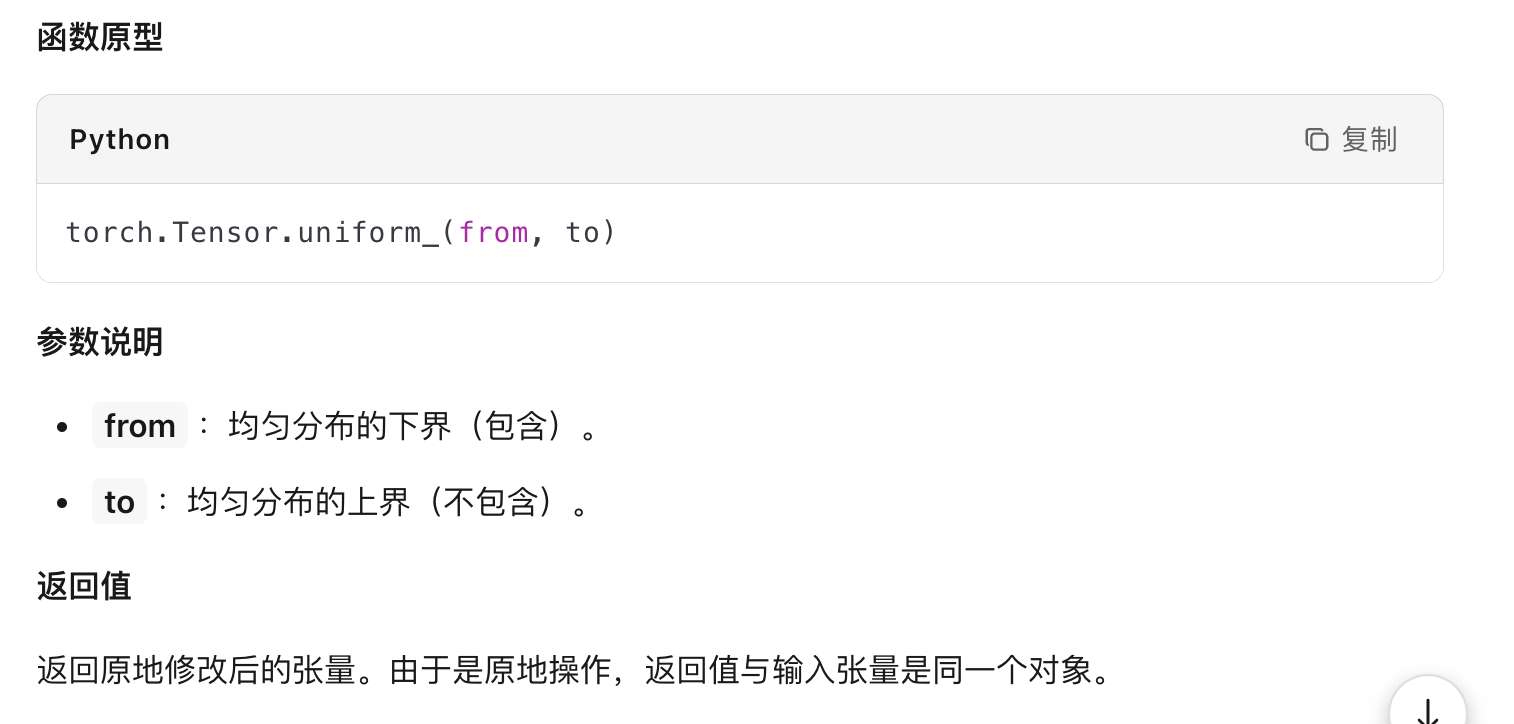 函数原型
Python
复制
torch.Tensor.uniform_(from, to)
参数说明
• from ： 均匀分布的下界（包含）。
• to ： 均匀分布的上界（不包含）。
返回值
返回原地修改后的张量。由于是原地操作，返回值与输入张量是同一个对象。